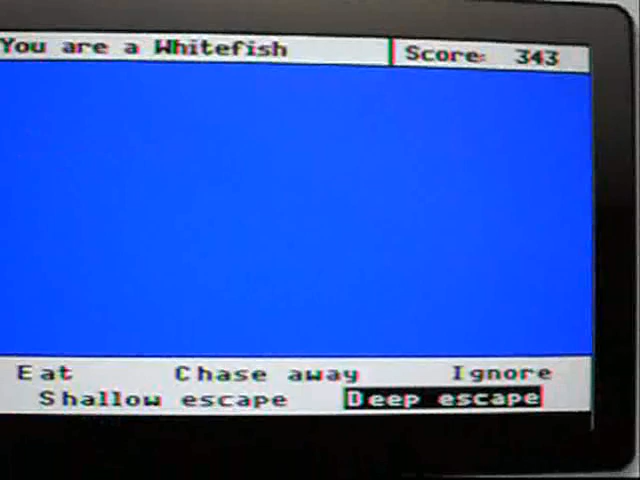 You are a Whitefish Score: 343
Eat Chase away Ignore
Shallow escape Deep escape